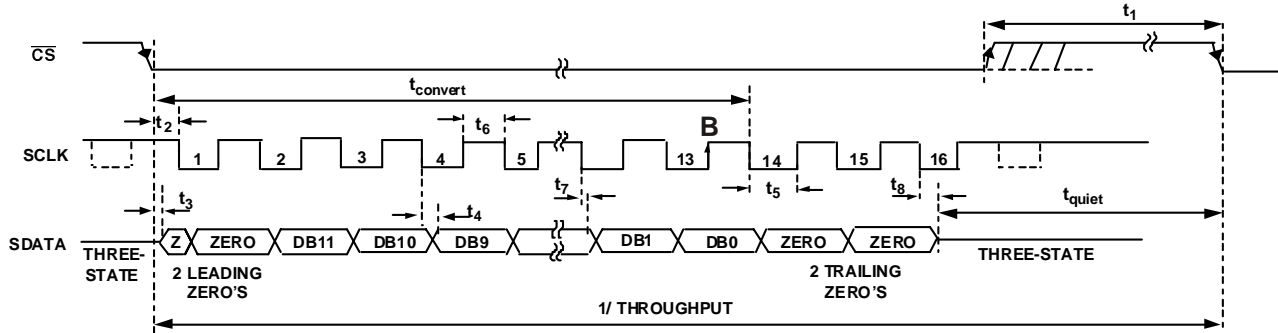 t1
CS
tconvert
t2
t6
B
SCLK
1
2
3
4
5
13
14
15
16
t3
t4
t7
t5
t8
tquiet
SDATA
Z
ZERO
DB11
DB10
DB9
DB1
DB0
ZERO
ZERO
THREE-
STATE
2 LEADING
ZERO'S
2 TRAILING
ZERO'S
THREE-STATE
1/ THROUGHPUT